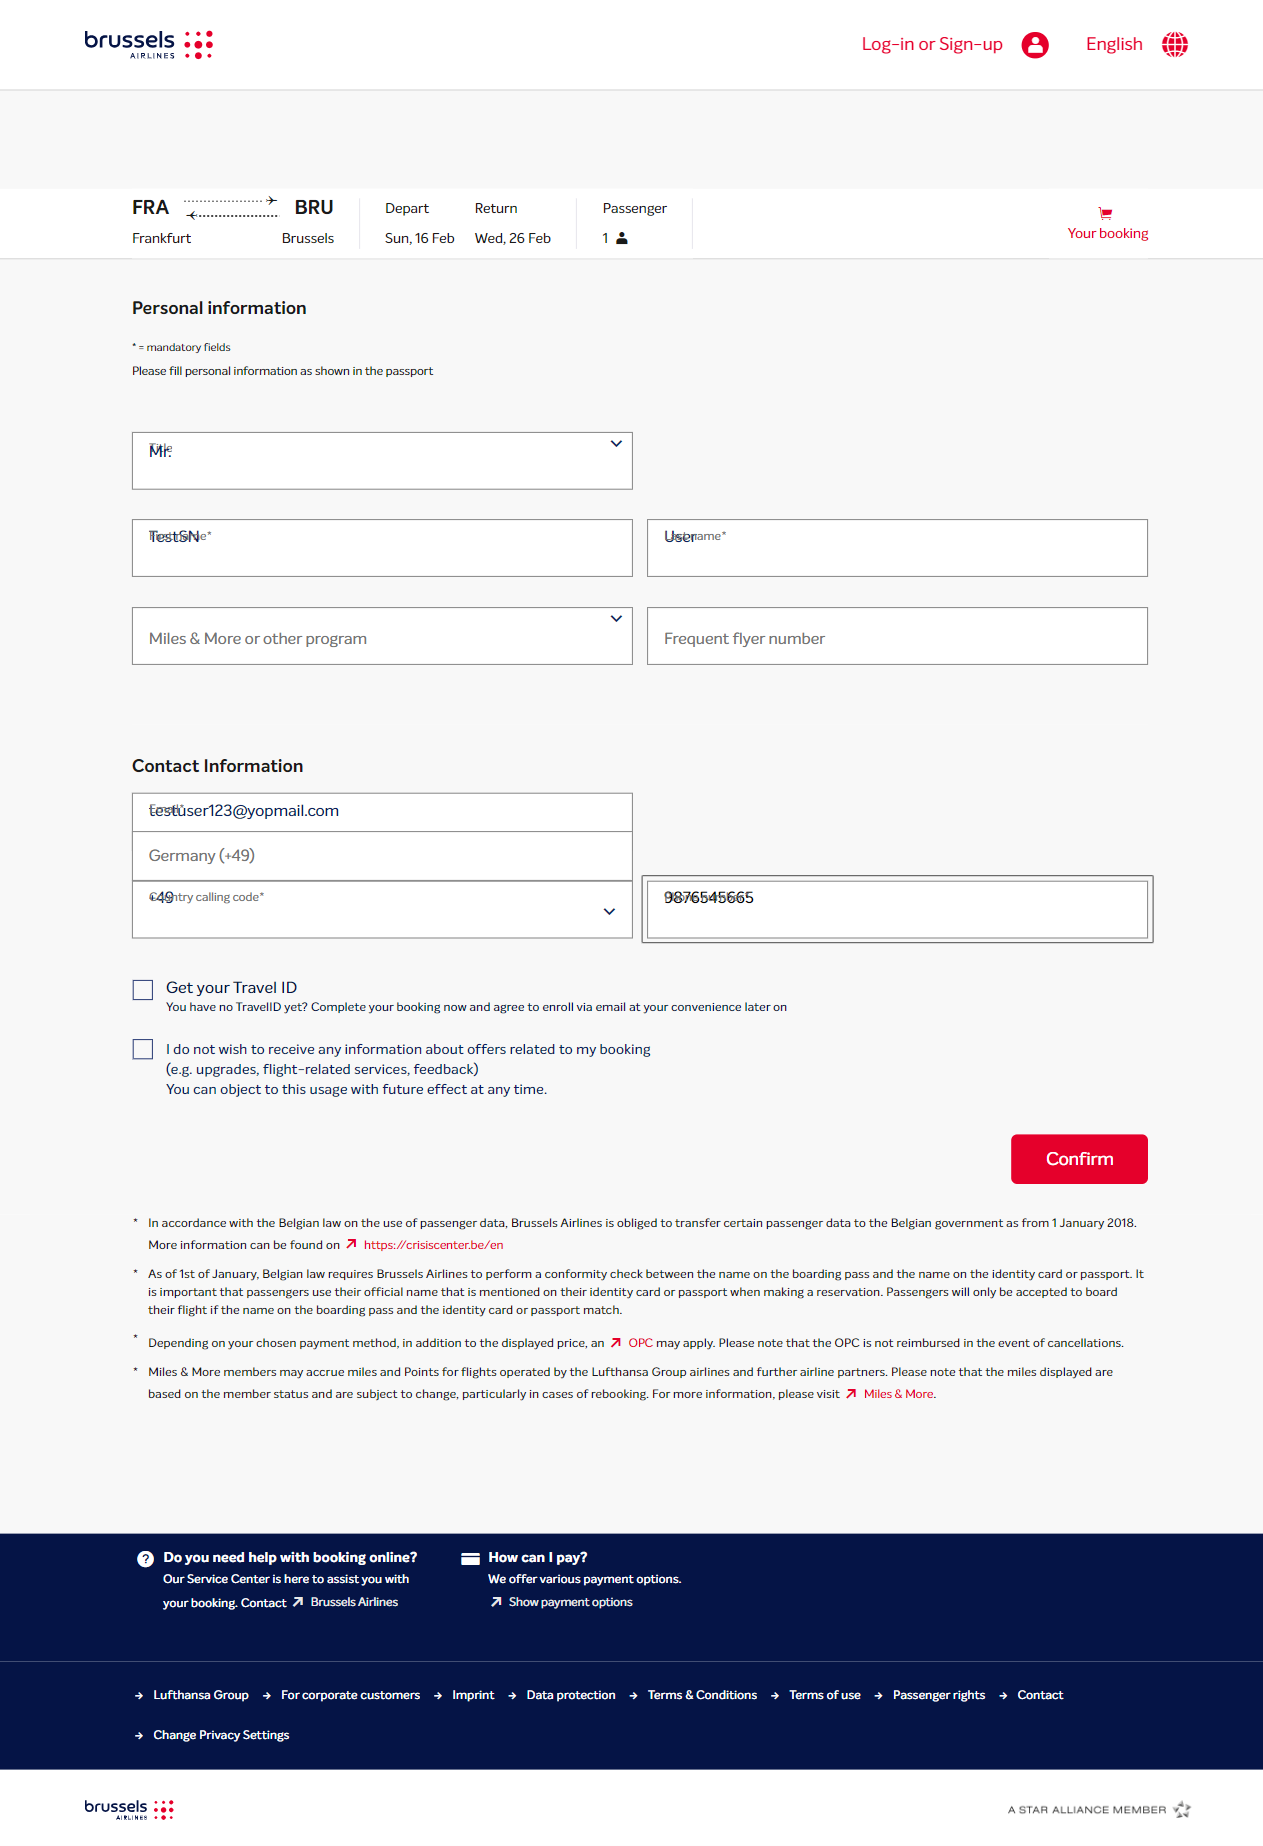 brussels
AIRLINES
Log-in or Sign-up
English
FRA
BRU
Depart
Return
Passenger
Frankfurt
Brussels
Sun, 16 Feb
Wed, 26 Feb
1
Your booking
Personal information
* = mandatory fields
Please fill personal information as shown in the passport
Title
Mr.
TestSN
name*
User
name*
Miles & More or other program
Frequent flyer number
Contact Information
Email*
testuser123@yopmail.com
Germany (+49)
Country calling code*
+49
9876545665
Get your Travel ID
You have no TravelID yet? Complete your booking now and agree to enroll via email at your convenience later on
I do not wish to receive any information about offers related to my booking
(e.g. upgrades, flight-related services, feedback)
You can object to this usage with future effect at any time.
Confirm
* In accordance with the Belgian law on the use of passenger data, Brussels Airlines is obliged to transfer certain passenger data to the Belgian government as from 1 January 2018.
More information can be found on https://crisiscenter.be/en
* As of 1st of January, Belgian law requires Brussels Airlines to perform a conformity check between the name on the boarding pass and the name on the identity card or passport. It
is important that passengers use their official name that is mentioned on their identity card or passport when making a reservation. Passengers will only be accepted to board
their flight if the name on the boarding pass and the identity card or passport match.
* Depending on your chosen payment method, in addition to the displayed price, an OPC may apply. Please note that the OPC is not reimbursed in the event of cancellations.
* Miles & More members may accrue miles and Points for flights operated by the Lufthansa Group airlines and further airline partners. Please note that the miles displayed are
based on the member status and are subject to change, particularly in cases of rebooking. For more information, please visit Miles & More.
Do you need help with booking online?
Our Service Center is here to assist you with
your booking. Contact Brussels Airlines
How can I pay?
We offer various payment options.
Show payment options
Lufthansa Group
For corporate customers
Imprint
Data protection
Terms & Conditions
Terms of use
Passenger rights
Contact
Change Privacy Settings
brussels
AIRLINES
A STAR ALLIANCE MEMBER